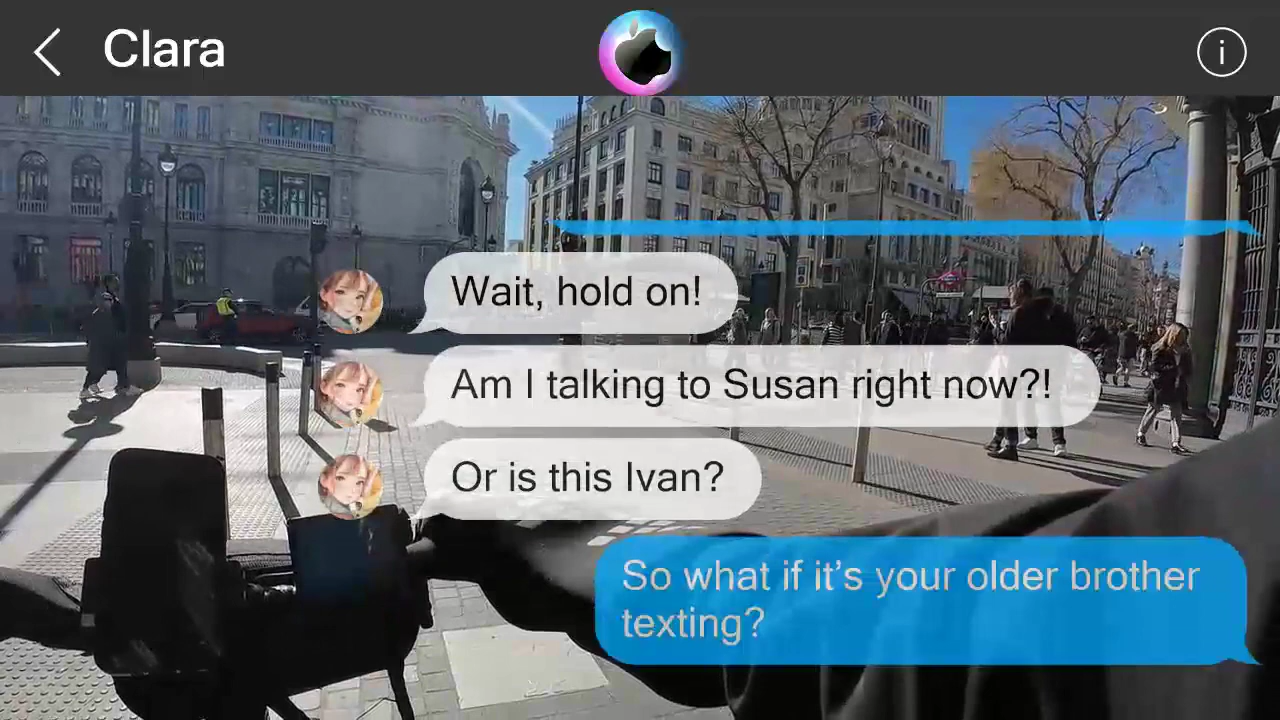 Clara
i
Wait, hold on!
Am I talking to Susan right now?!
Or is this Ivan?
So what if it’s your older brother
texting?